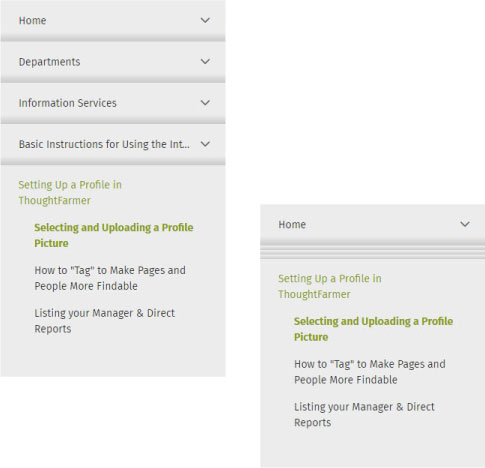 Home
Departments
Information Services
Basic Instructions for Using the Int...
Setting Up a Profile in
ThoughtFarmer
Selecting and Uploading a Profile
Picture
How to "Tag" to Make Pages and
People More Findable
Listing your Manager & Direct
Reports
Home
Setting Up a Profile in
ThoughtFarmer
Selecting and Uploading a Profile
Picture
How to "Tag" to Make Pages and
People More Findable
Listing your Manager & Direct
Reports